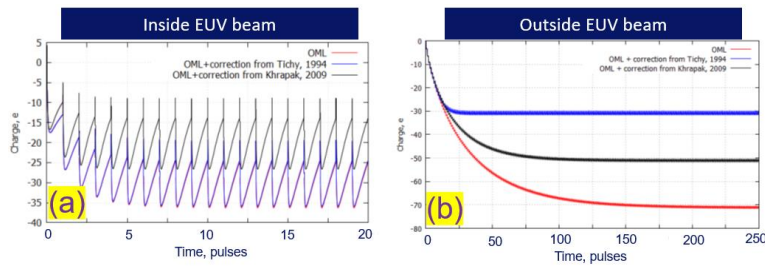 Inside EUV beam
Outside EUV beam
5
0
-5
-10
-15
-20
-25
-30
-35
-40
Charge, e
OML
OML+correction from Tichy, 1994
OML+correction from Khrapak, 2009
(a)
0 5 10 15 20
Time, pulses
0
-10
-20
-30
-40
-50
-60
-70
-80
Charge, e
OML
OML + correction from Tichy, 1994
OML + correction from Khrapak, 2009
(b)
0 50 100 150 200 250
Time, pulses